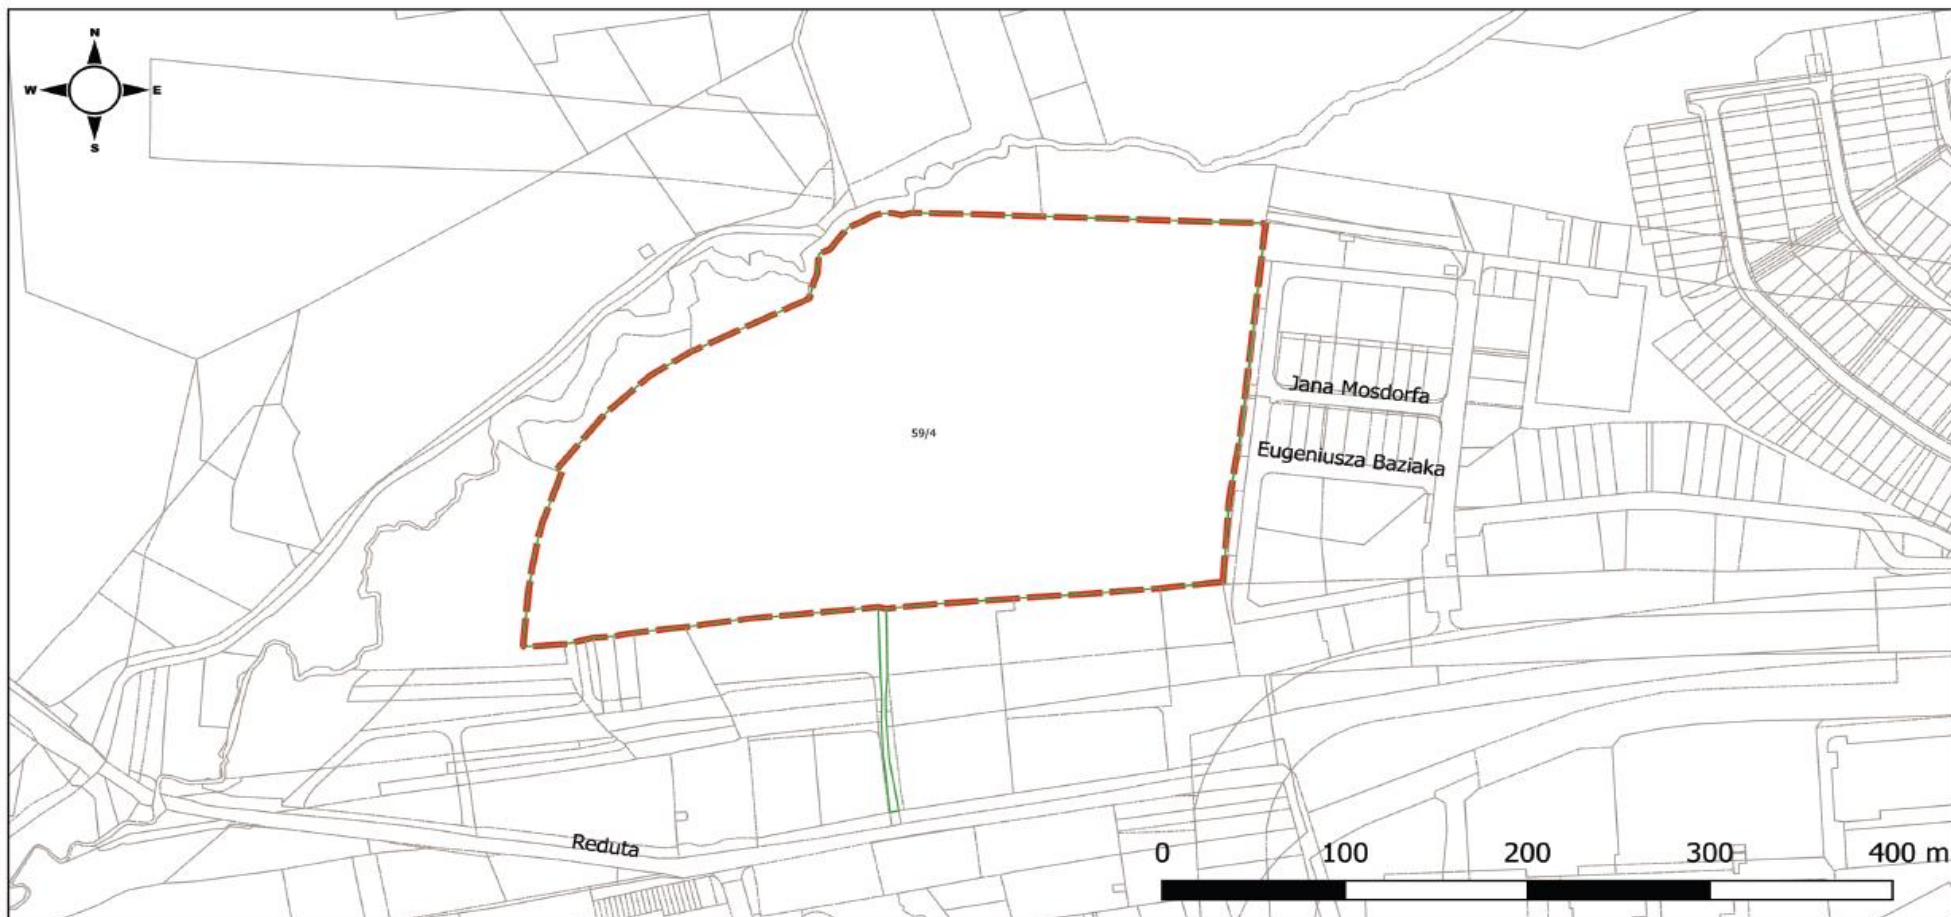 N
W E
S
Jana Mosdorfa
59/4
Eugeniusza Baziaka
Reduta
0 100 200 300 400 m